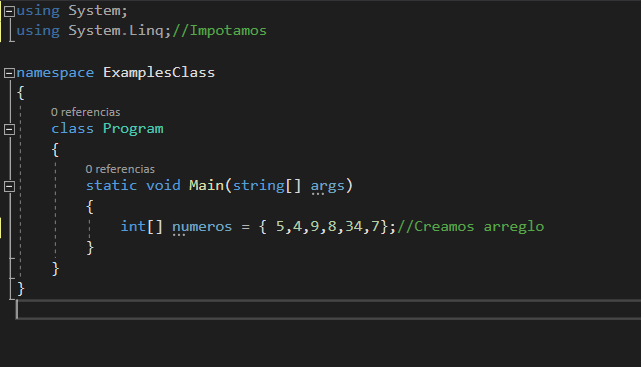 using System;
using System.Linq;//Impotamos
namespace ExamplesClass
{
0 referencias
class Program
{
0 referencias
static void Main(string[] args)
{
int[] numeros = { 5,4,9,8,34,7};//Creamos arreglo
}
}
}